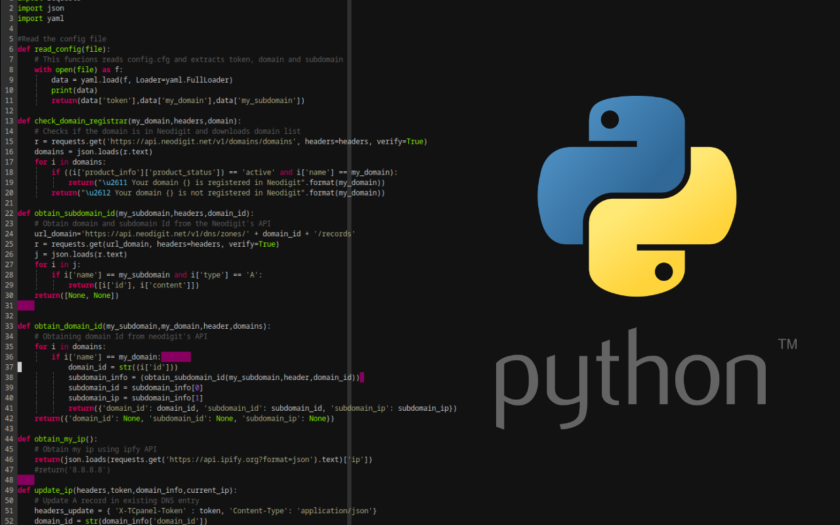 2 import json
3 import yaml
4
5 #Read the config file
6 def read_config(file):
7 # This funcions reads config.cfg and extracts token, domain and subdomain
8 with open(file) as f:
9 data = yaml.load(f, Loader=yaml.FullLoader)
10 print(data)
11 return(data['token'],data['my_domain'],data['my_subdomain'])
12
13 def check_domain_registrar(my_domain,headers,domain):
14 # Checks if the domain is in Neodigit and downloads domain list
15 r = requests.get('https://api.neodigit.net/v1/domains/domains', headers=headers, verify=True)
16 domains = json.loads(r.text)
17 for i in domains:
18 if ((i['product_info']['product_status']) == 'active' and i['name'] == my_domain):
19 return("\u2611 Your domain {} is registered in Neodigit".format(my_domain))
20 return("\u2612 Your domain {} is not registered in Neodigit".format(my_domain))
21
22 def obtain_subdomain_id(my_subdomain,headers,domain_id):
23 # Obtain domain and subdomain Id from the Neodigit's API
24 url_domain='https://api.neodigit.net/v1/dns/zones/' + domain_id + '/records'
25 r = requests.get(url_domain, headers=headers, verify=True)
26 j = json.loads(r.text)
27 for i in j:
28 if i['name'] == my_subdomain and i['type'] == 'A':
29 return([i['id'], i['content']])
30 return([None, None])
31
32
33 def obtain_domain_id(my_subdomain,my_domain,header,domains):
34 # Obtaining domain Id from neodigit's API
35 for i in domains:
36 if i['name'] == my_domain:
37 domain_id = str((i['id']))
38 subdomain_info = (obtain_subdomain_id(my_subdomain,header,domain_id))
39 subdomain_id = subdomain_info[0]
40 subdomain_ip = subdomain_info[1]
41 return({'domain_id': domain_id, 'subdomain_id': subdomain_id, 'subdomain_ip': subdomain_ip})
42 return({'domain_id': None, 'subdomain_id': None, 'subdomain_ip': None})
43
44 def obtain_my_ip():
45 # Obtain my ip using ipfy API
46 return(json.loads(requests.get('https://api.ipify.org?format=json').text)['ip'])
47 #return('8.8.8.8')
48
49 def update_ip(headers,token,domain_info,current_ip):
50 # Update A record in existing DNS entry
51 headers_update = { 'X-TCpanel-Token' : token, 'Content-Type': 'application/json'}
52 domain_id = str(domain_info['domain_id'])
python™